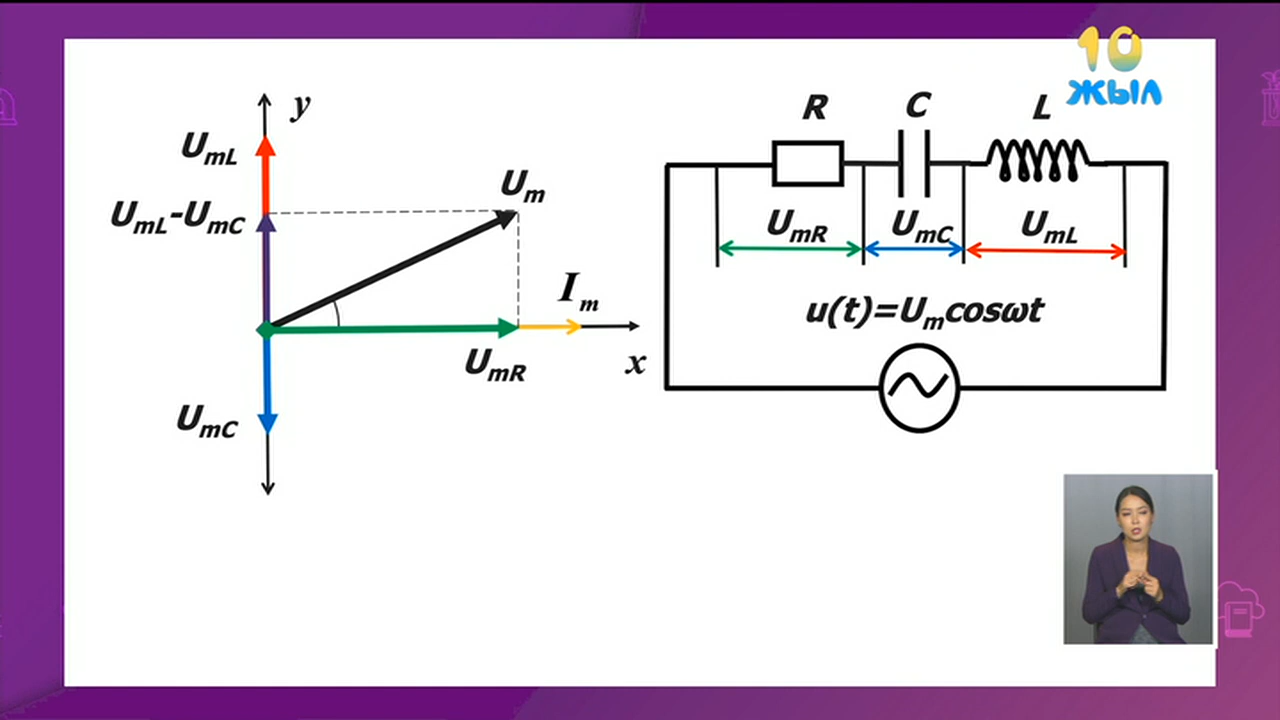 10
ЖЫЛ
y
UmL
UmL-UmC
Um
Im
UmR
x
UmC
R C L
UmR UmC UmL
u(t)=Umcosωt